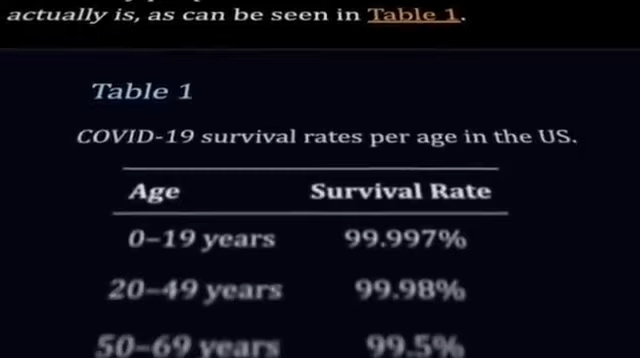 actually is, as can be seen in Table 1.
Table 1
COVID-19 survival rates per age in the US.
Age Survival Rate
0–19 years 99.997%
20–49 years 99.98%
50–69 years 99.5%